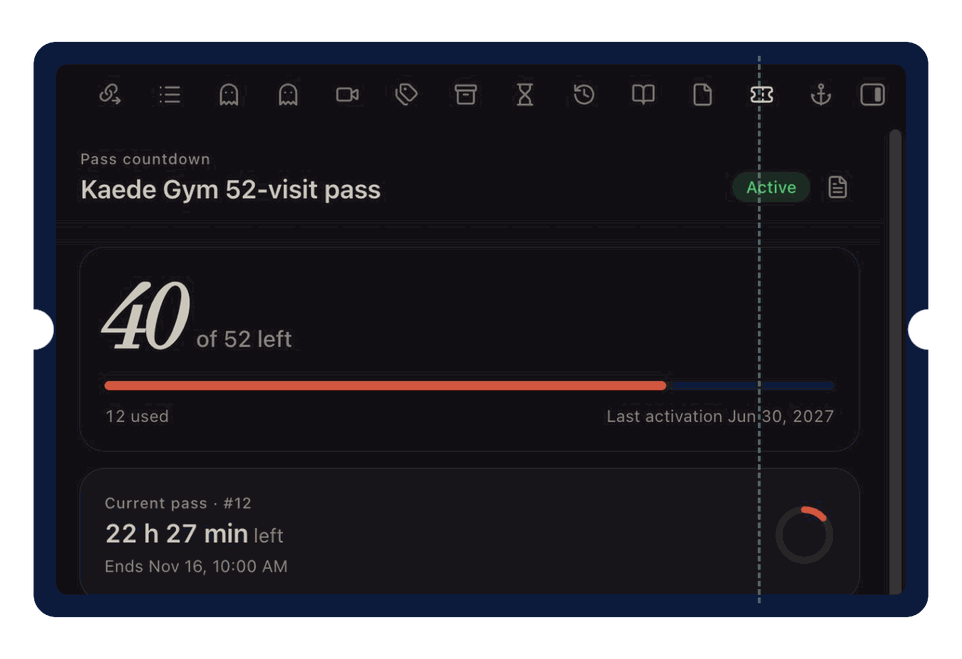 Pass countdown
Kaede Gym 52-visit pass
Active
40 of 52 left
12 used
Last activation Jun 30, 2027
Current pass · #12
22 h 27 min left
Ends Nov 16, 10:00 AM